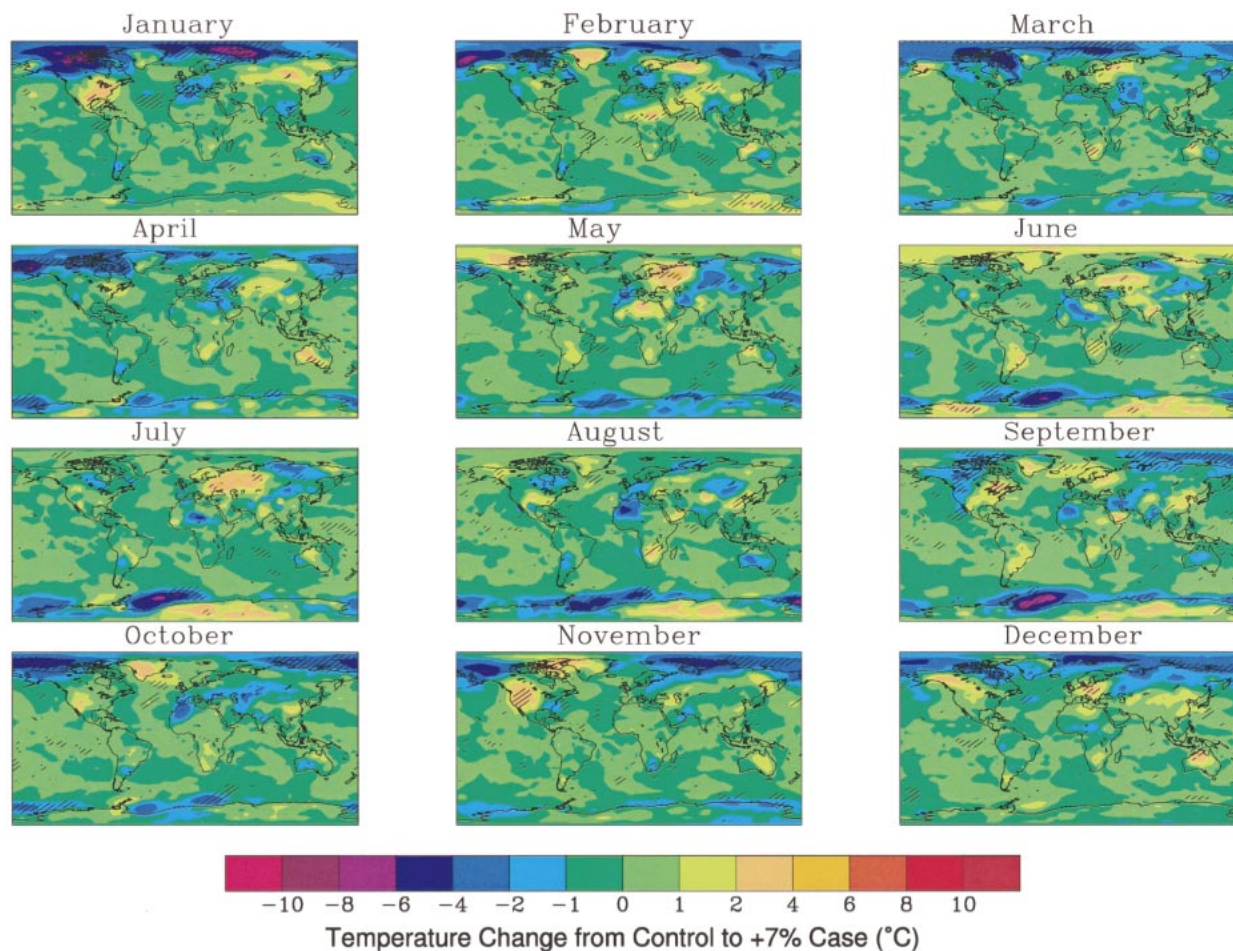 January February March
April May June
July August September
October November December
−10 −8 −6 −4 −2 −1 0 1 2 4 6 8 10
Temperature Change from Control to +7% Case (°C)